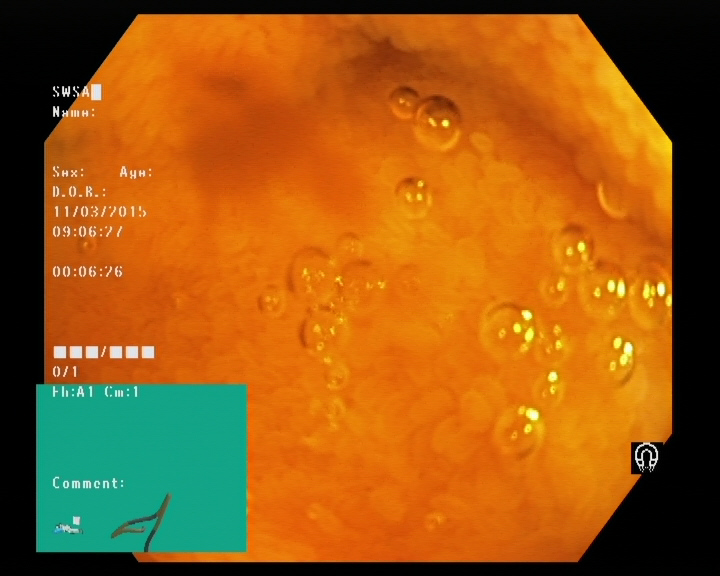 SWSA
Name:
Sex: Age:
D.O.B.:
11/03/2015
09:06:27
00:06:26
■■■/■■■
0/1
Eh:A1 Cm:1
Comment: